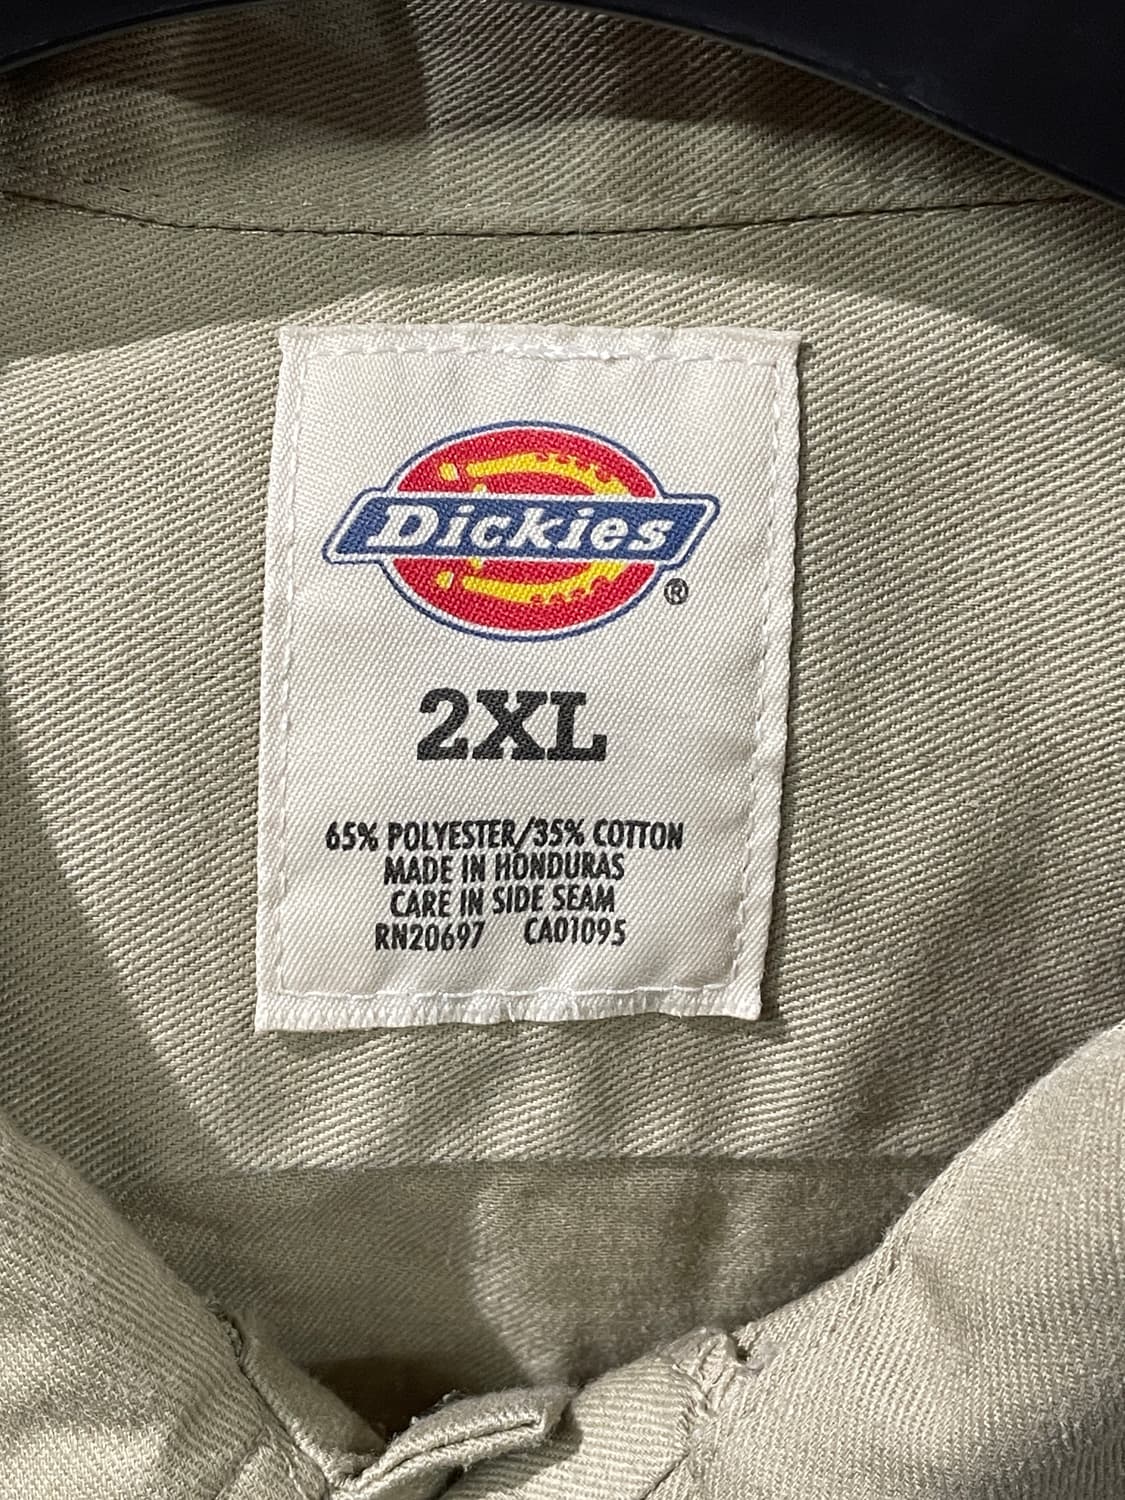 Dickies
®
2XL
65% POLYESTER/35% COTTON
MADE IN HONDURAS
CARE IN SIDE SEAM
RN20697 CA01095